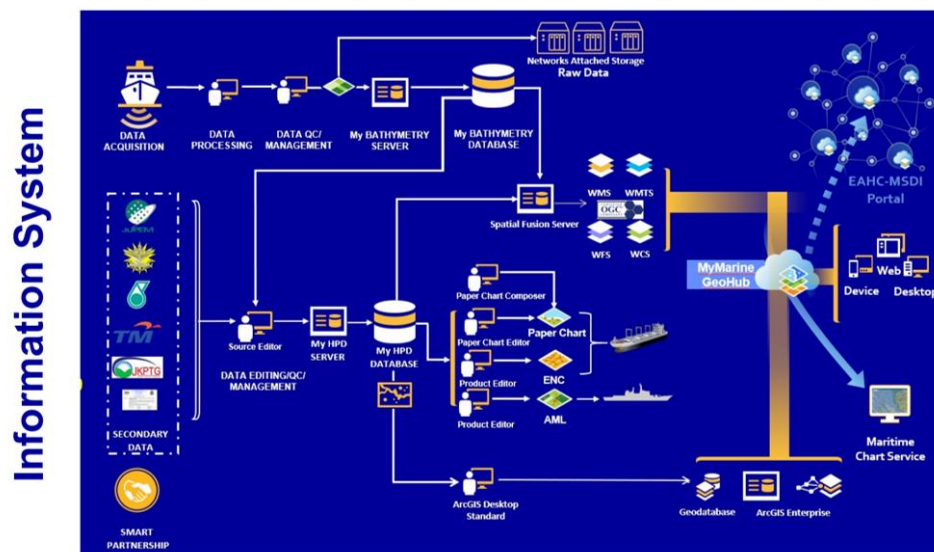 Information System
Networks Attached Storage
Raw Data
DATA
ACQUISITION
DATA
PROCESSING
DATA QC/
MANAGEMENT
My BATHYMETRY
SERVER
My BATHYMETRY
DATABASE
EAHC-MSDI
Portal
WMS
WMTS
Spatial Fusion Server
OGC
WFS
WCS
JUPEM
TM
JKPTG
SECONDARY
DATA
SMART
PARTNERSHIP
Source Editor
DATA EDITING/QC/
MANAGEMENT
My HPD
SERVER
My HPD
DATABASE
Paper Chart Composer
Paper Chart Editor
Paper Chart
Product Editor
ENC
Product Editor
AML
MyMarine
GeoHub
Web
Device
Desktop
Maritime
Chart Service
ArcGIS Desktop
Standard
Geodatabase
ArcGIS Enterprise